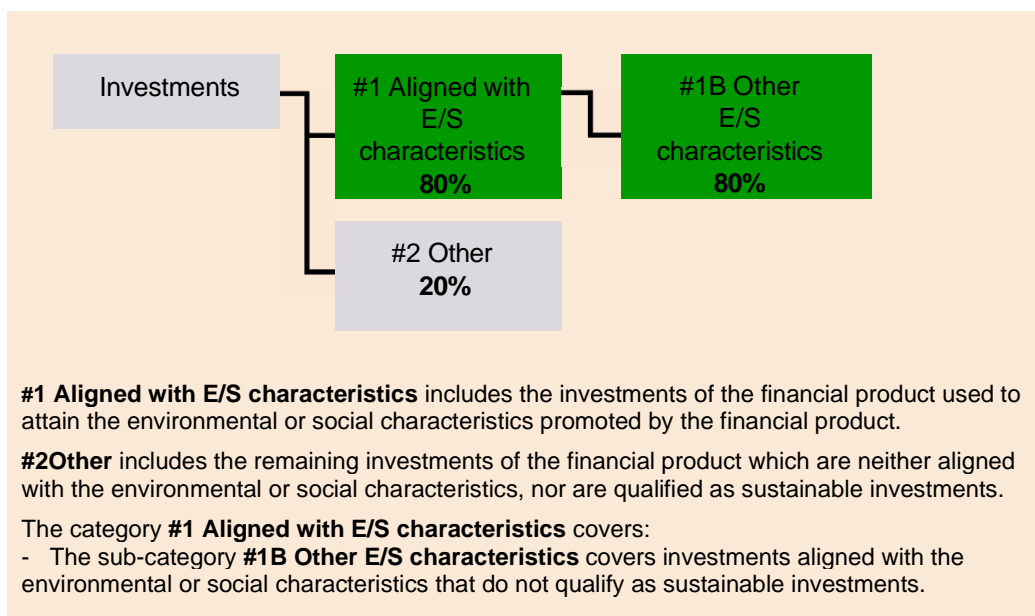 Investments
#1 Aligned with
E/S
characteristics
80%
#1B Other
E/S
characteristics
80%
#2 Other
20%
#1 Aligned with E/S characteristics includes the investments of the financial product used to
attain the environmental or social characteristics promoted by the financial product.
#2Other includes the remaining investments of the financial product which are neither aligned
with the environmental or social characteristics, nor are qualified as sustainable investments.
The category #1 Aligned with E/S characteristics covers:
- The sub-category #1B Other E/S characteristics covers investments aligned with the
environmental or social characteristics that do not qualify as sustainable investments.